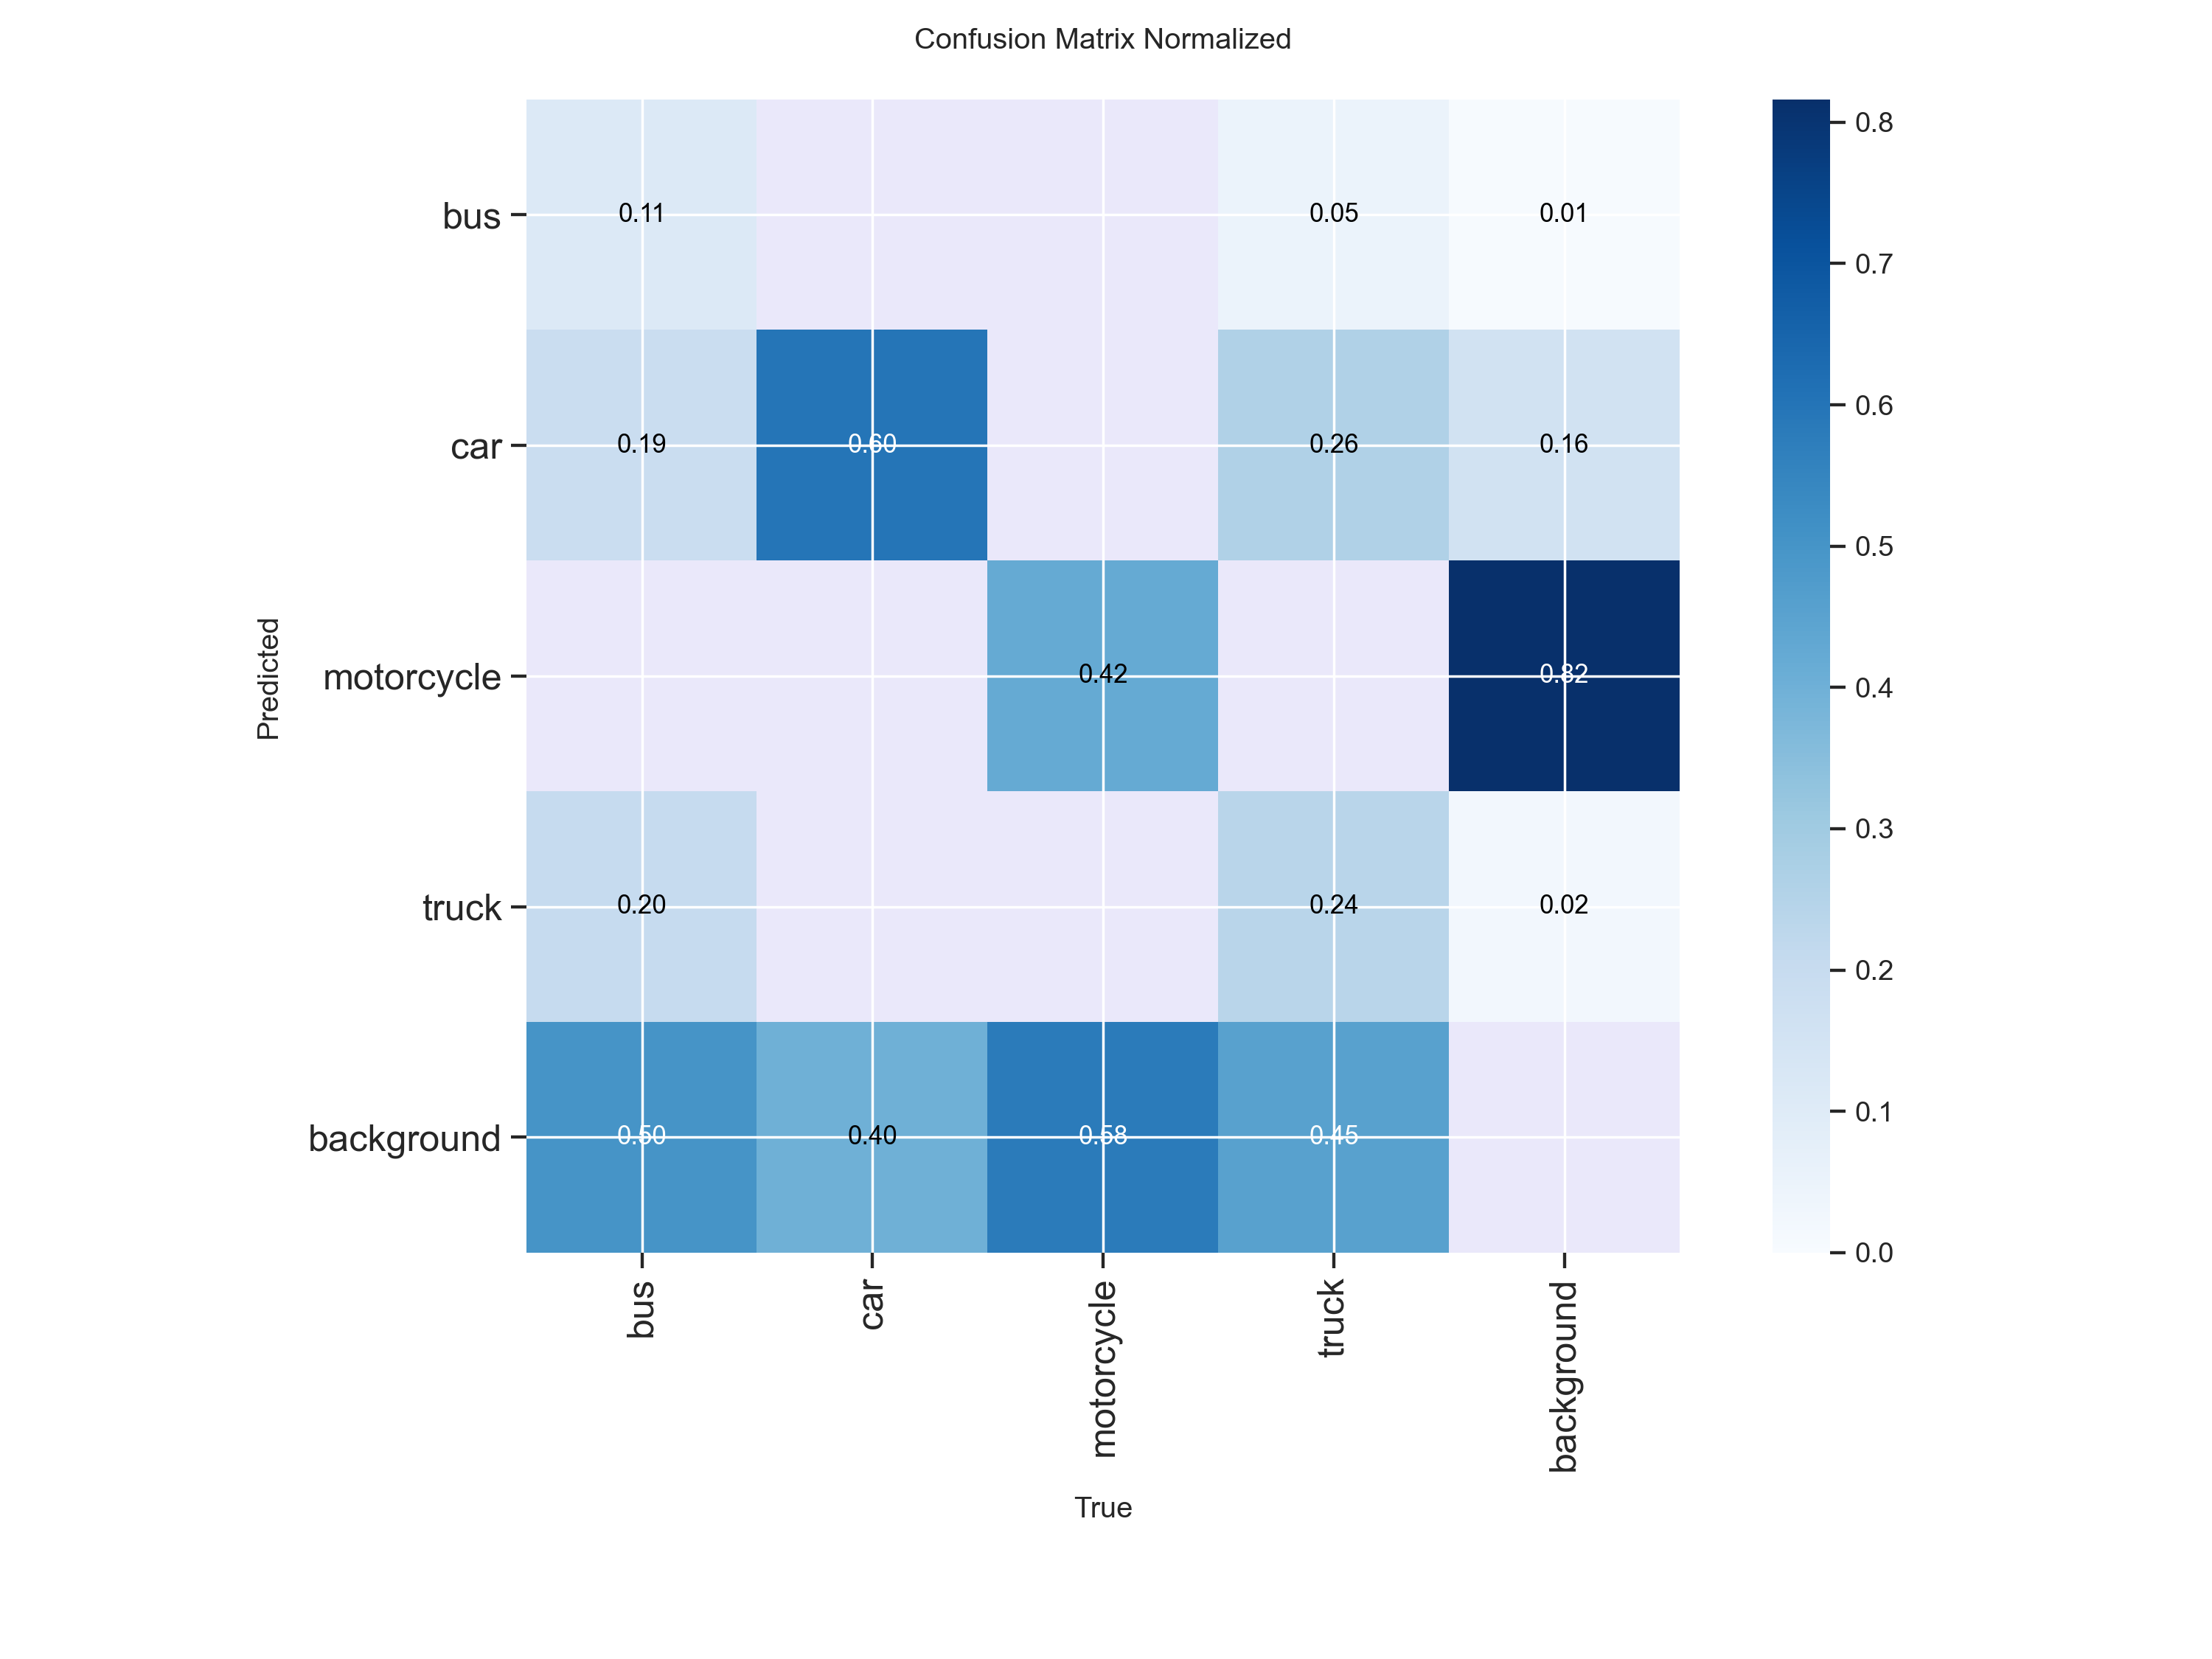 Confusion Matrix Normalized
Predicted
bus 0.11 0.05 0.01
car 0.19 0.60 0.26 0.16
motorcycle 0.42 0.82
truck 0.20 0.24 0.02
background 0.50 0.40 0.58 0.45
bus car motorcycle truck background
True
0.8
0.7
0.6
0.5
0.4
0.3
0.2
0.1
0.0